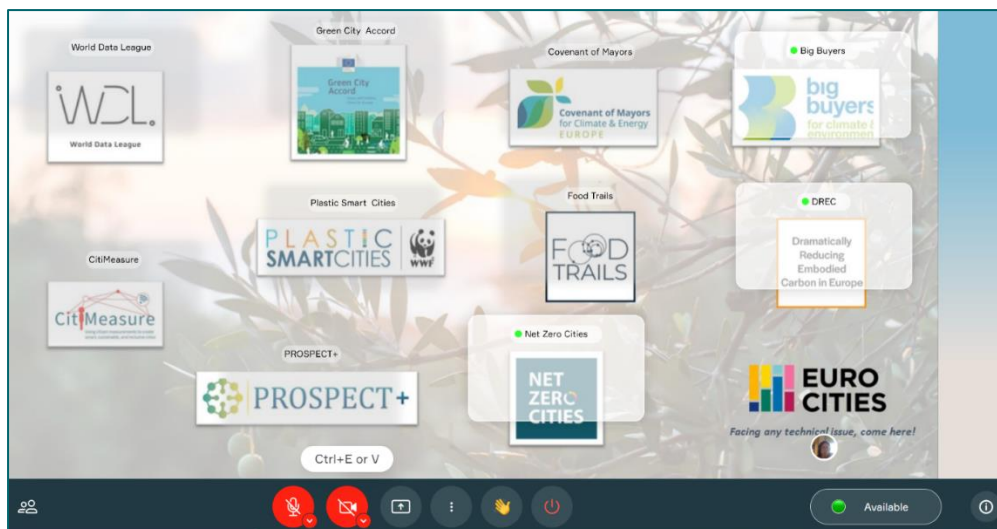 World Data League
WDL.
World Data League
Green City Accord
Green City
Accord
Covenant of Mayors
Covenant of Mayors
for Climate & Energy
EUROPE
Big Buyers
big
buyers
for climate &
environment
Plastic Smart Cities
PLASTIC
SMARTCITIES
WWF
Food Trails
FOOD
TRAILS
DREC
Dramatically
Reducing
Embodied
Carbon in Europe
CitiMeasure
CitiMeasure
PROSPECT+
PROSPECT+
Net Zero Cities
NET
ZERO
CITIES
EURO
CITIES
Facing any technical issue, come here!
Ctrl+E or V
Available